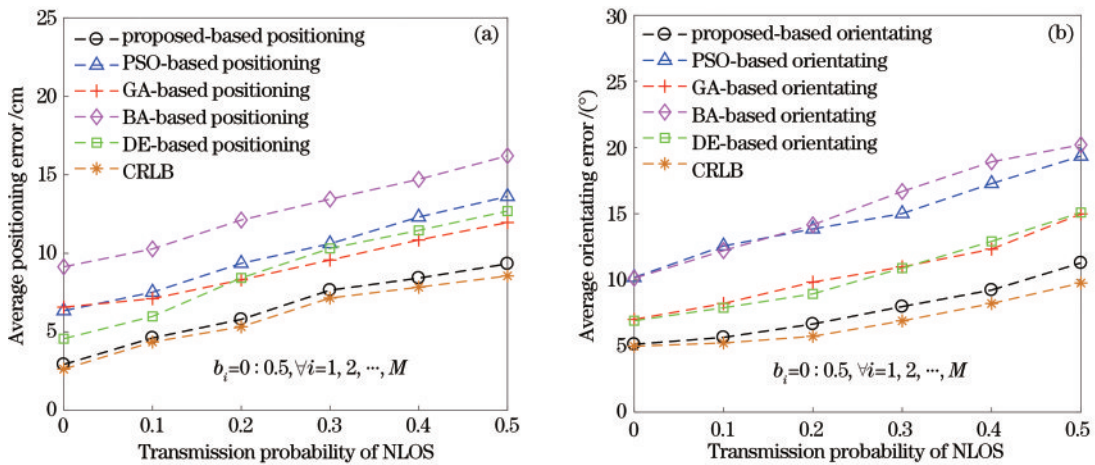 (a)
proposed-based positioning
PSO-based positioning
GA-based positioning
BA-based positioning
DE-based positioning
CRLB
Average positioning error /cm
25
20
15
10
5
0
b_i=0 : 0.5, ∀i=1, 2, ···, M
0 0.1 0.2 0.3 0.4 0.5
Transmission probability of NLOS
(b)
proposed-based orientating
PSO-based orientating
GA-based orientating
BA-based orientating
DE-based orientating
CRLB
Average orientating error /(°)
30
25
20
15
10
5
0
b_i=0 : 0.5, ∀i=1, 2, ···, M
0 0.1 0.2 0.3 0.4 0.5
Transmission probability of NLOS